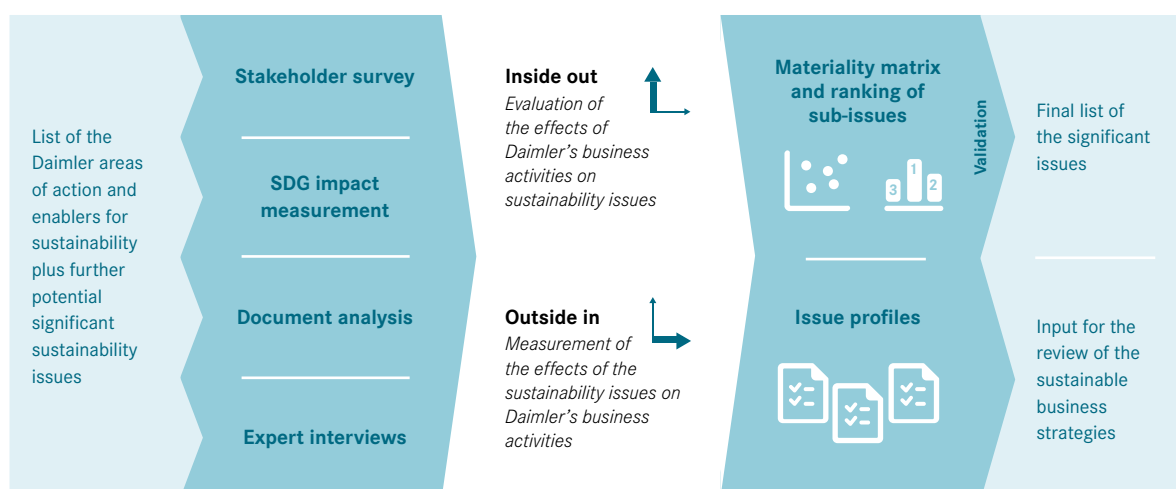 List of the
Daimler areas
of action and
enablers for
sustainability
plus further
potential
significant
sustainability
issues
Stakeholder survey
SDG impact
measurement
Document analysis
Expert interviews
Inside out
Evaluation of
the effects of
Daimler’s business
activities on
sustainability issues
Outside in
Measurement of
the effects of the
sustainability issues on
Daimler’s business
activities
Materiality matrix
and ranking of
sub-issues
3 1 2
Issue profiles
Validation
Final list of
the significant
issues
Input for the
review of the
sustainable
business
strategies